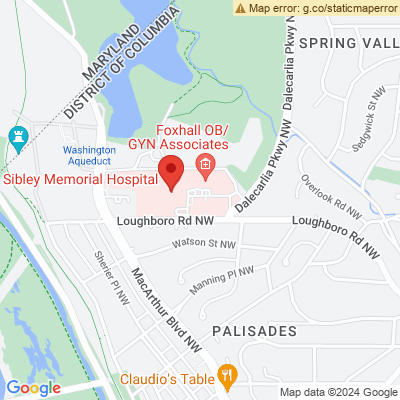 Map error: g.co/staticmaperror
MARYLAND
DISTRICT OF COLUMBIA
SPRING VALL
Dalecarlia Pkwy NW
Sedgwick St NW
Foxhall OB/
GYN Associates
Washington
Aqueduct
Sibley Memorial Hospital
Dalecarlia Pkwy NW
Overlook Rd NW
Loughboro Rd NW
Loughboro Rd NW
Watson St NW
Sherier Pl NW
Manning Pl NW
MacArthur Blvd NW
PALISADES
Claudio's Table
Map data ©2024 Google